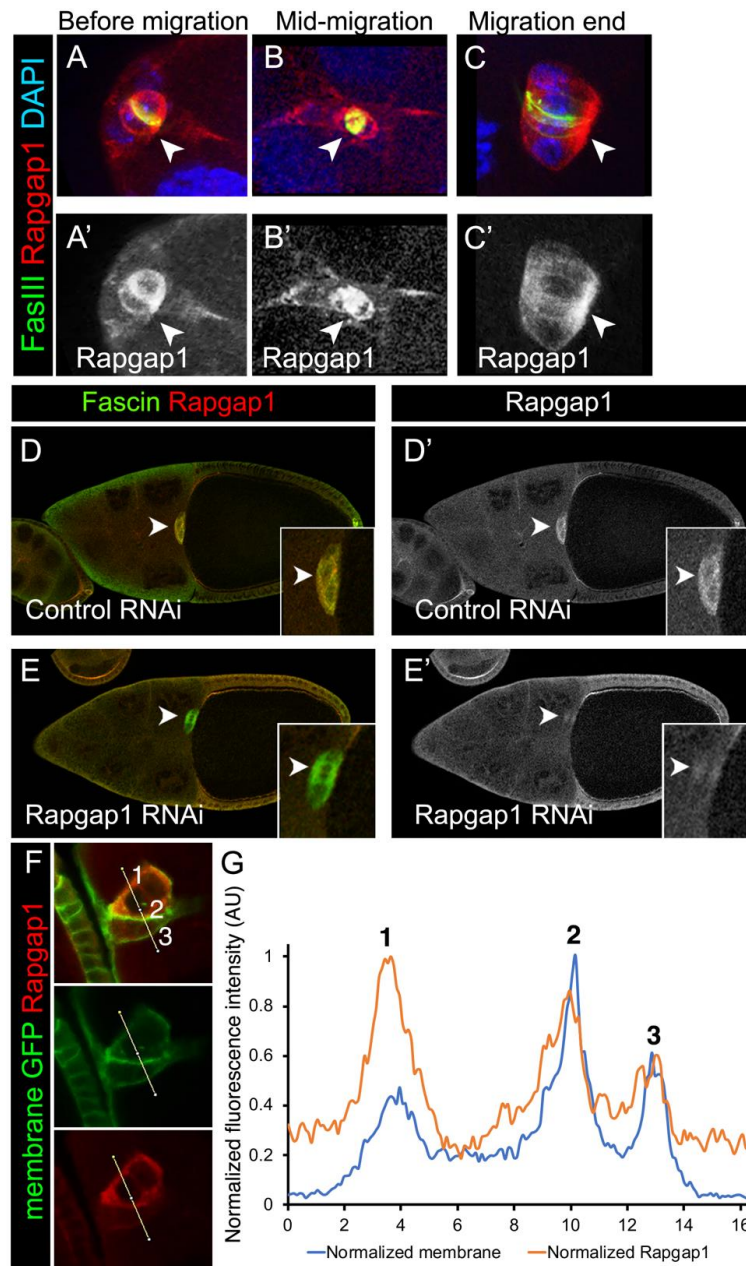 Before migration
Mid-migration
Migration end
FasIII Rapgap1 DAPI
A
B
C
A'
Rapgap1
B'
Rapgap1
C'
Rapgap1
Fascin Rapgap1
Rapgap1
D
Control RNAi
D'
Control RNAi
E
Rapgap1 RNAi
E'
Rapgap1 RNAi
F
membrane GFP Rapgap1
1
2
3
G
Normalized fluorescence intensity (AU)
1
2
3
1
0.8
0.6
0.4
0.2
0
0 2 4 6 8 10 12 14 16
Normalized membrane
Normalized Rapgap1